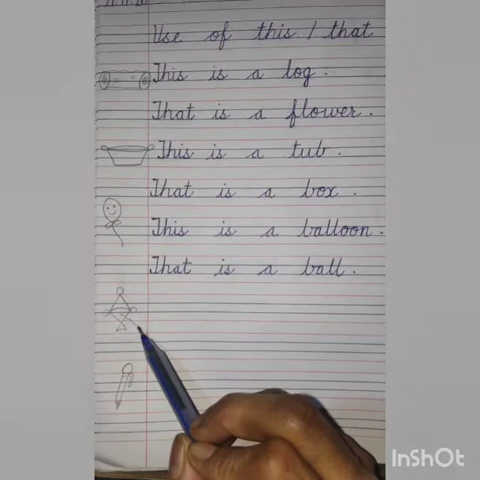 Use of this / that
This is a log.
That is a flower.
This is a tub.
That is a box.
This is a balloon.
That is a ball.
InShOt